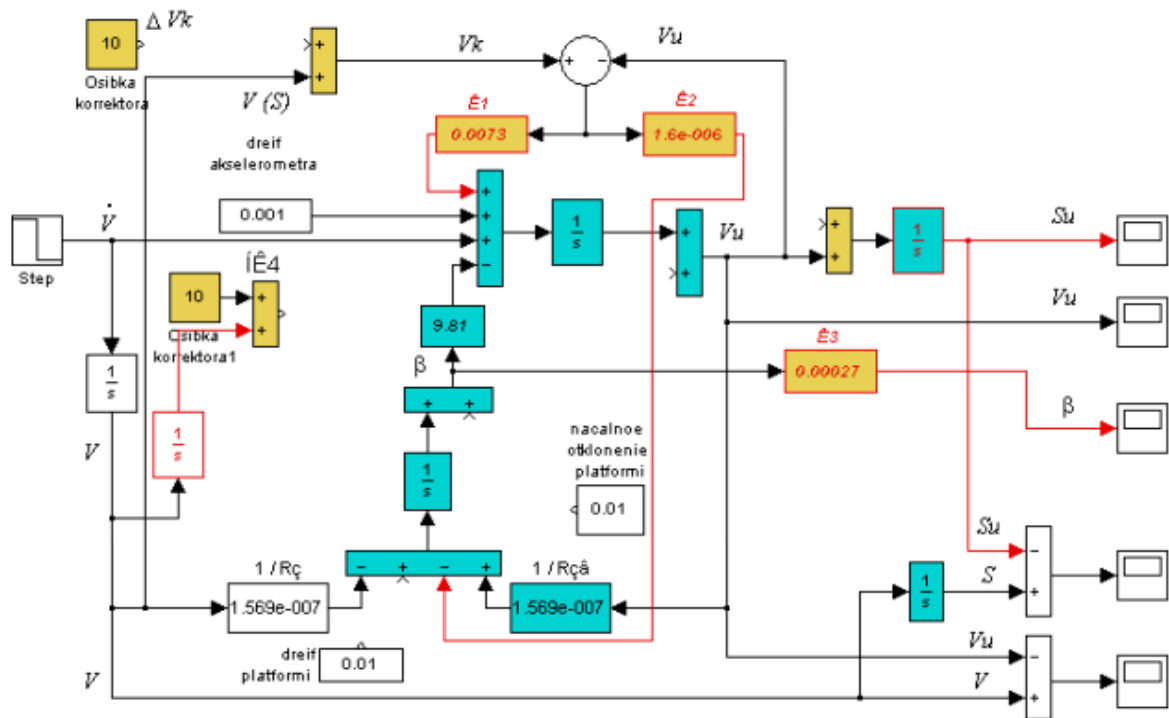 Δ Vk
10
Osibka
korrektora
V (S)
+
+
Vk
+
−
Vu
Ê1
0.0073
Ê2
1.6e-006
dreif
akselerometra
0.001
V̇
Step
+
+
+
−
1
s
+
+
Vu
+
+
1
s
Su
Vu
ÍÊ4
10
+
+
Osibka
korrektora1
9.81
β
Ê3
0.00027
β
1
s
V
1
s
+ +
1
s
nacalnoe
otklonenie
platformi
0.01
− + − +
1 / Rç
1.569e-007
1 / Rçâ
1.569e-007
dreif
platformi
0.01
V
1
s
Su
S
−
+
Vu
V
−
+